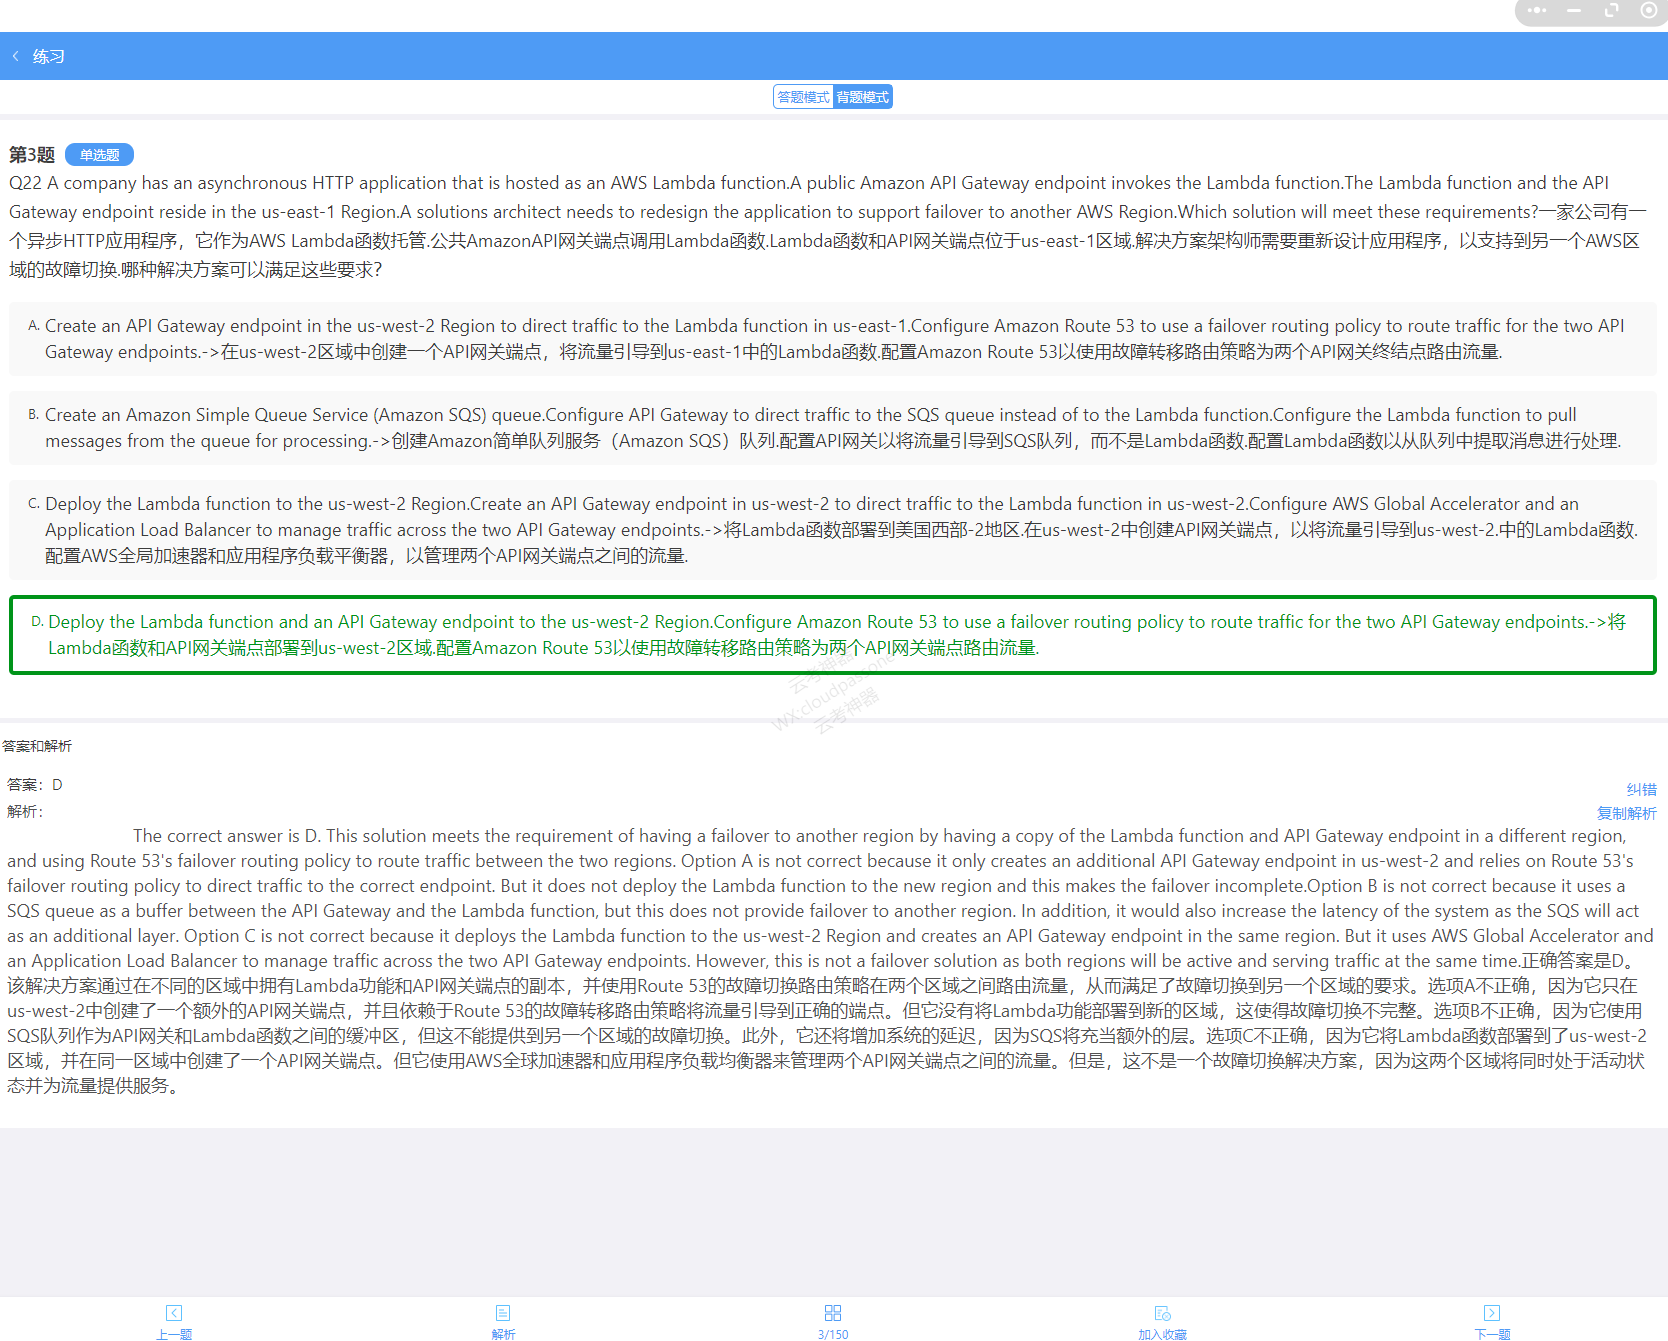 练习
答题模式 背题模式
第3题 单选题
Q22 A company has an asynchronous HTTP application that is hosted as an AWS Lambda function.A public Amazon API Gateway endpoint invokes the Lambda function.The Lambda function and the API
Gateway endpoint reside in the us-east-1 Region.A solutions architect needs to redesign the application to support failover to another AWS Region.Which solution will meet these requirements?一家公司有一
个异步HTTP应用程序，它作为AWS Lambda函数托管.公共AmazonAPI网关端点调用Lambda函数.Lambda函数和API网关端点位于us-east-1区域.解决方案架构师需要重新设计应用程序，以支持到另一个AWS区
域的故障切换.哪种解决方案可以满足这些要求?
A. Create an API Gateway endpoint in the us-west-2 Region to direct traffic to the Lambda function in us-east-1.Configure Amazon Route 53 to use a failover routing policy to route traffic for the two API
Gateway endpoints.->在us-west-2区域中创建一个API网关端点，将流量引导到us-east-1中的Lambda函数.配置Amazon Route 53以使用故障转移路由策略为两个API网关终结点路由流量.
B. Create an Amazon Simple Queue Service (Amazon SQS) queue.Configure API Gateway to direct traffic to the SQS queue instead of to the Lambda function.Configure the Lambda function to pull
messages from the queue for processing.->创建Amazon简单队列服务（Amazon SQS）队列.配置API网关以将流量引导到SQS队列，而不是Lambda函数.配置Lambda函数以从队列中提取消息进行处理.
C. Deploy the Lambda function to the us-west-2 Region.Create an API Gateway endpoint in us-west-2 to direct traffic to the Lambda function in us-west-2.Configure AWS Global Accelerator and an
Application Load Balancer to manage traffic across the two API Gateway endpoints.->将Lambda函数部署到美国西部-2地区.在us-west-2中创建API网关端点，以将流量引导到us-west-2.中的Lambda函数.
配置AWS全局加速器和应用程序负载平衡器，以管理两个API网关端点之间的流量.
D. Deploy the Lambda function and an API Gateway endpoint to the us-west-2 Region.Configure Amazon Route 53 to use a failover routing policy to route traffic for the two API Gateway endpoints.->将
Lambda函数和API网关端点部署到us-west-2区域.配置Amazon Route 53以使用故障转移路由策略为两个API网关端点路由流量.
云考神器
WX:cloudpassone
云考神器
答案和解析
答案：D
纠错
解析：
复制解析
The correct answer is D. This solution meets the requirement of having a failover to another region by having a copy of the Lambda function and API Gateway endpoint in a different region,
and using Route 53's failover routing policy to route traffic between the two regions. Option A is not correct because it only creates an additional API Gateway endpoint in us-west-2 and relies on Route 53's
failover routing policy to direct traffic to the correct endpoint. But it does not deploy the Lambda function to the new region and this makes the failover incomplete.Option B is not correct because it uses a
SQS queue as a buffer between the API Gateway and the Lambda function, but this does not provide failover to another region. In addition, it would also increase the latency of the system as the SQS will act
as an additional layer. Option C is not correct because it deploys the Lambda function to the us-west-2 Region and creates an API Gateway endpoint in the same region. But it uses AWS Global Accelerator and
an Application Load Balancer to manage traffic across the two API Gateway endpoints. However, this is not a failover solution as both regions will be active and serving traffic at the same time.正确答案是D。
该解决方案通过在不同的区域中拥有Lambda功能和API网关端点的副本，并使用Route 53的故障切换路由策略在两个区域之间路由流量，从而满足了故障切换到另一个区域的要求。选项A不正确，因为它只在
us-west-2中创建了一个额外的API网关端点，并且依赖于Route 53的故障转移路由策略将流量引导到正确的端点。但它没有将Lambda功能部署到新的区域，这使得故障切换不完整。选项B不正确，因为它使用
SQS队列作为API网关和Lambda函数之间的缓冲区，但这不能提供到另一个区域的故障切换。此外，它还将增加系统的延迟，因为SQS将充当额外的层。选项C不正确，因为它将Lambda函数部署到了us-west-2
区域，并在同一区域中创建了一个API网关端点。但它使用AWS全球加速器和应用程序负载均衡器来管理两个API网关端点之间的流量。但是，这不是一个故障切换解决方案，因为这两个区域将同时处于活动状
态并为流量提供服务。
上一题 解析 3/150 加入收藏 下一题